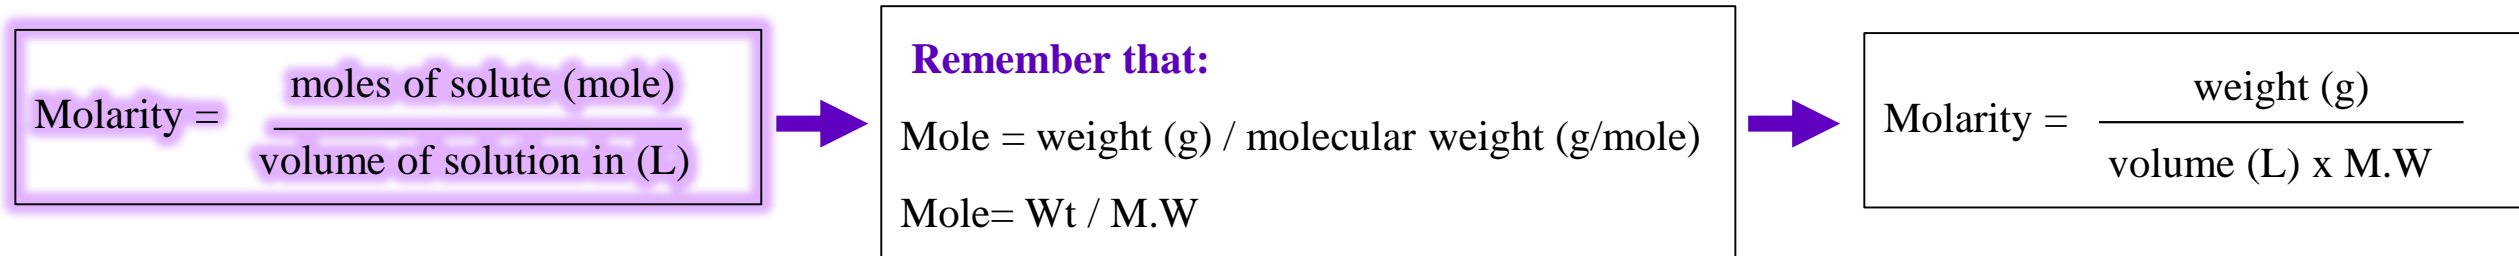 Molarity =
moles of solute (mole)
volume of solution in (L)
Remember that:
Mole = weight (g) / molecular weight (g/mole)
Mole= Wt / M.W
Molarity =
weight (g)
volume (L) x M.W